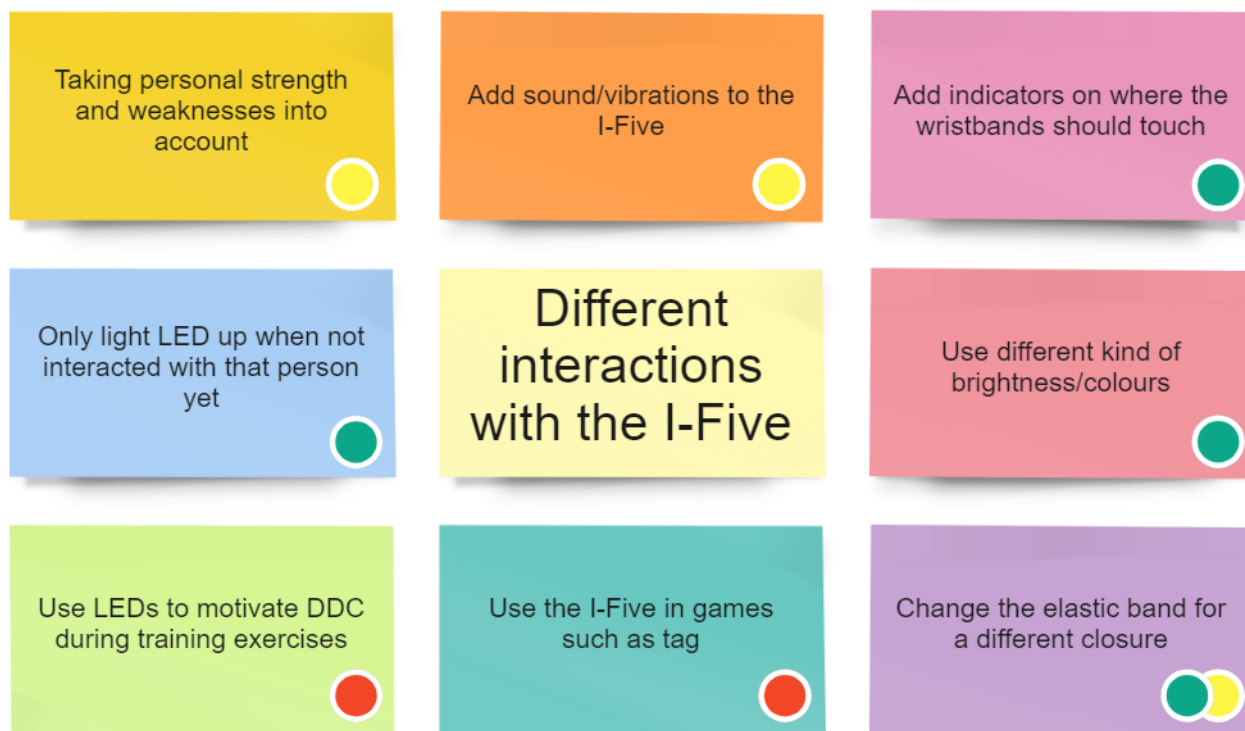 Taking personal strength
and weaknesses into
account
Add sound/vibrations to the
I-Five
Add indicators on where the
wristbands should touch
Only light LED up when not
interacted with that person
yet
Different
interactions
with the I-Five
Use different kind of
brightness/colours
Use LEDs to motivate DDC
during training exercises
Use the I-Five in games
such as tag
Change the elastic band for
a different closure